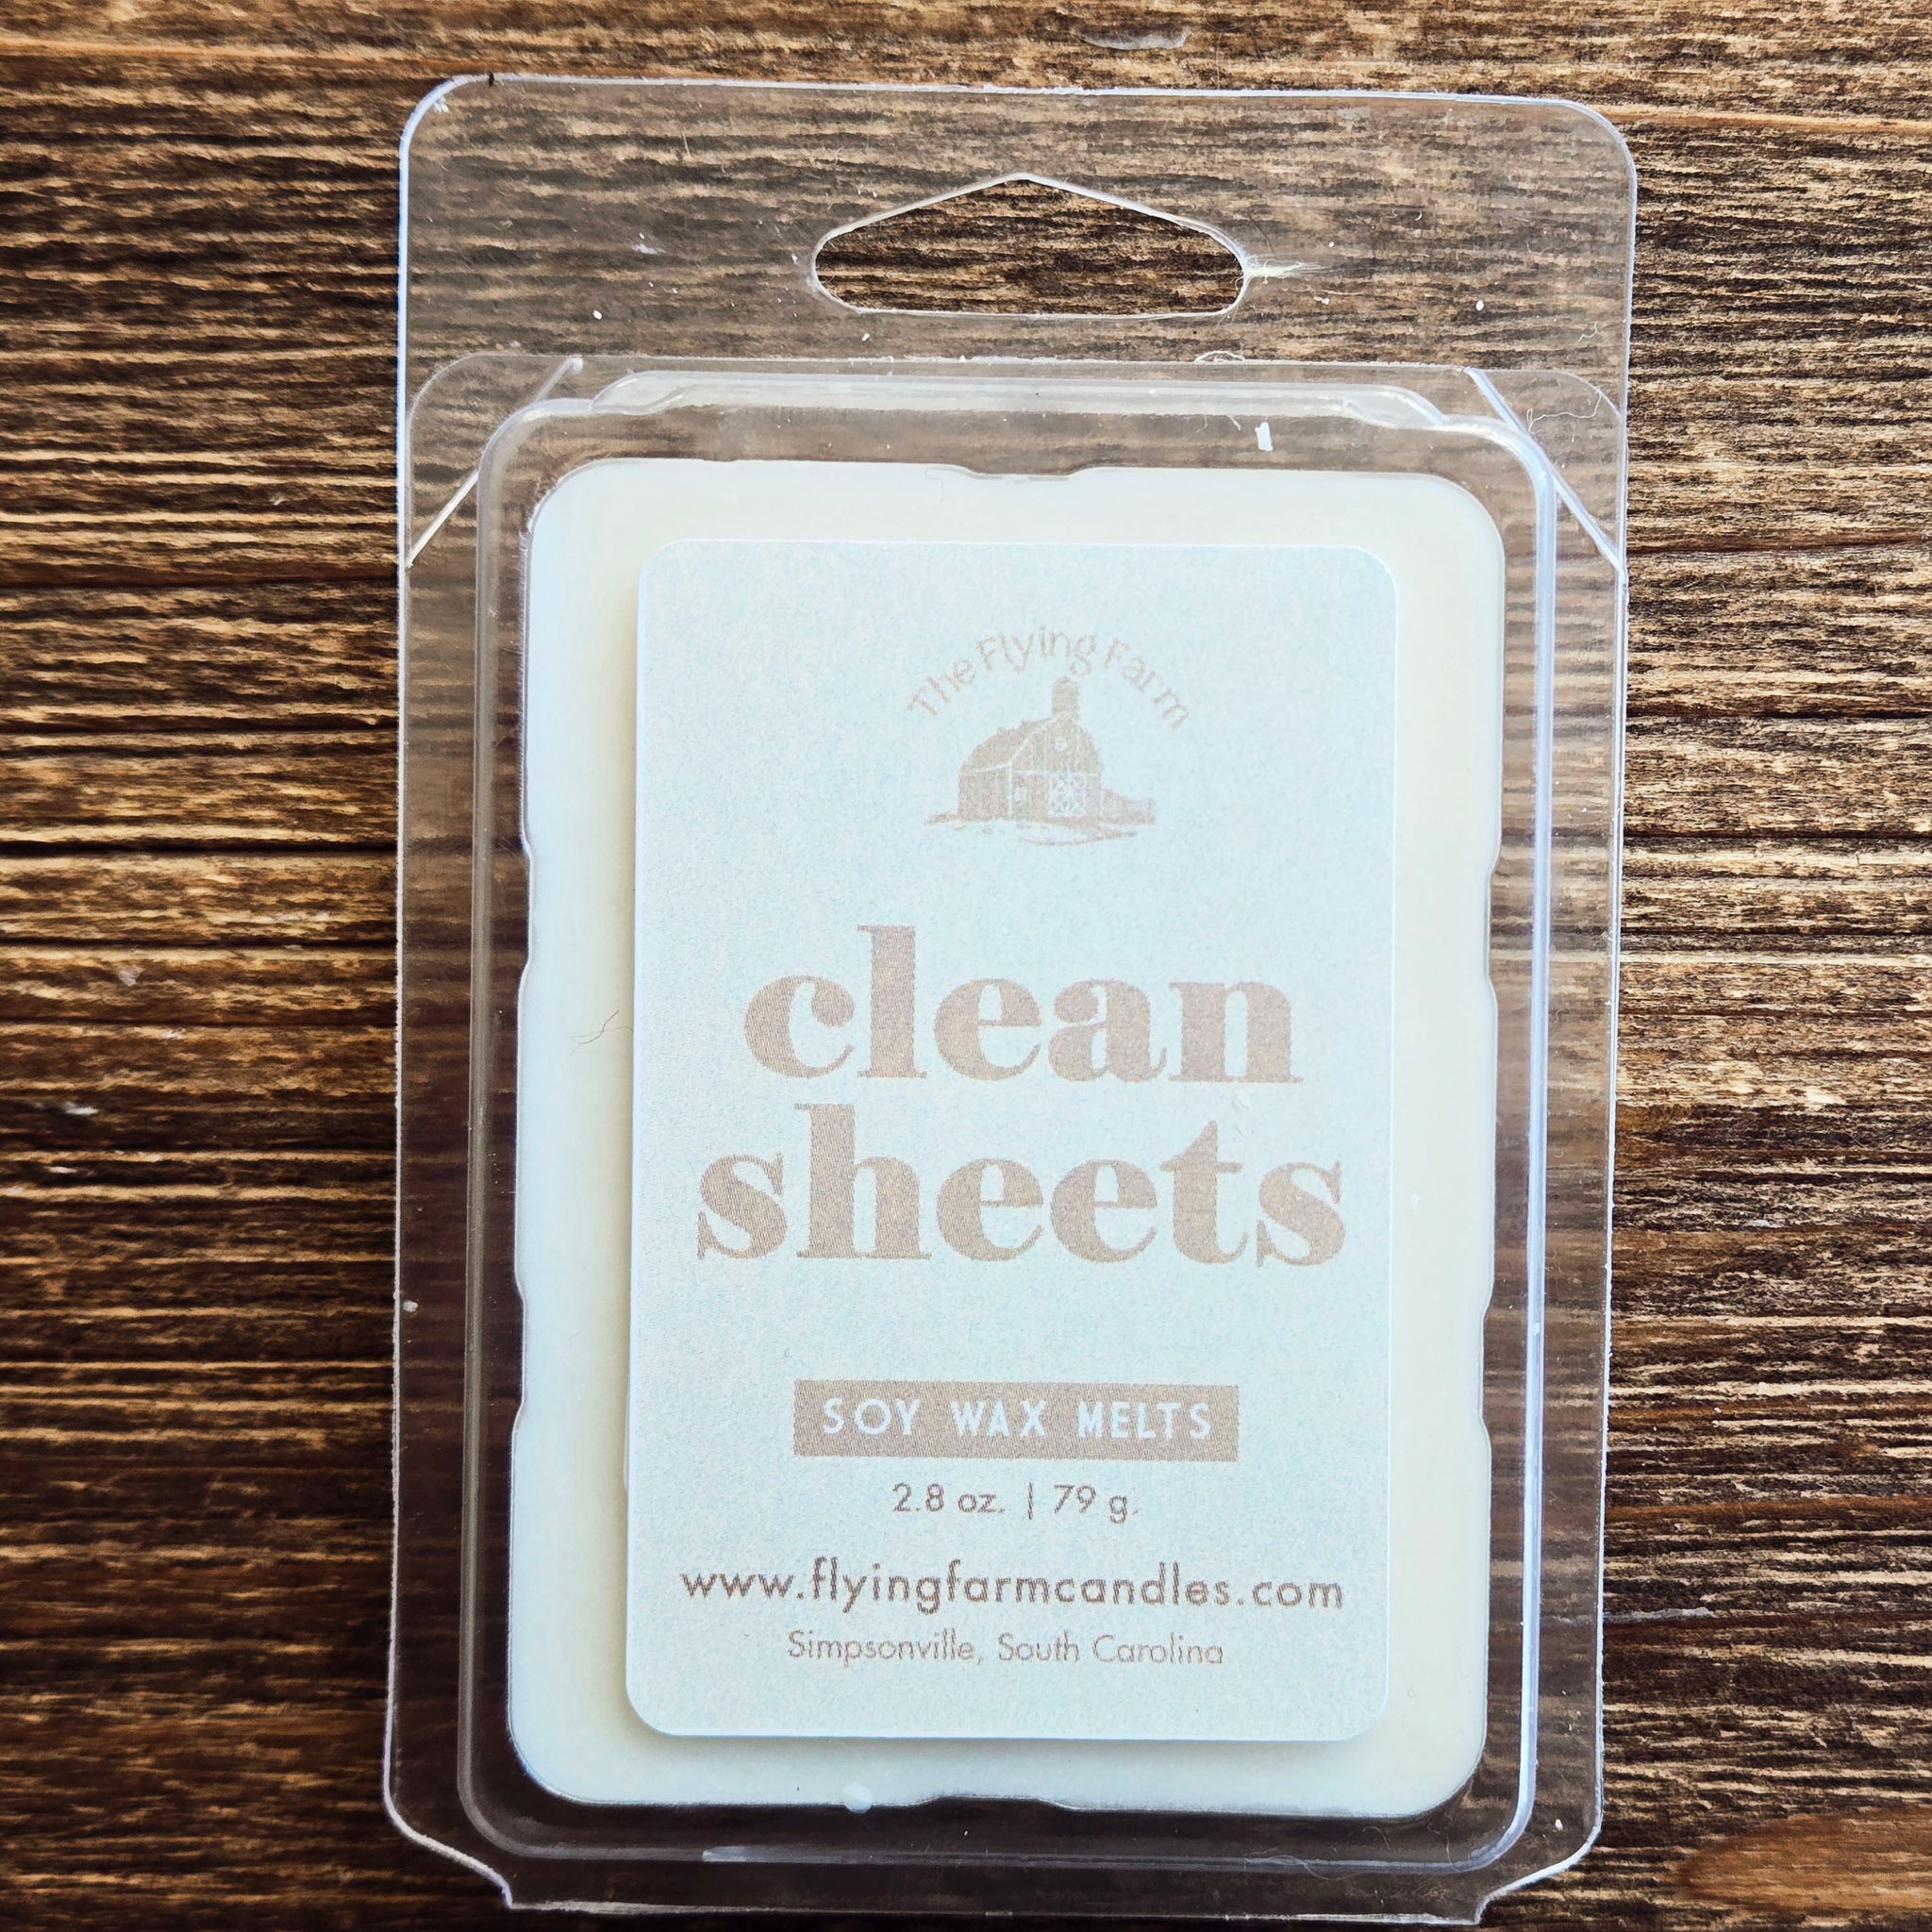 The Flying Farm
clean
sheets
SOY WAX MELTS
2.8 oz. | 79 g.
www.flyingfarmcandles.com
Simpsonville, South Carolina